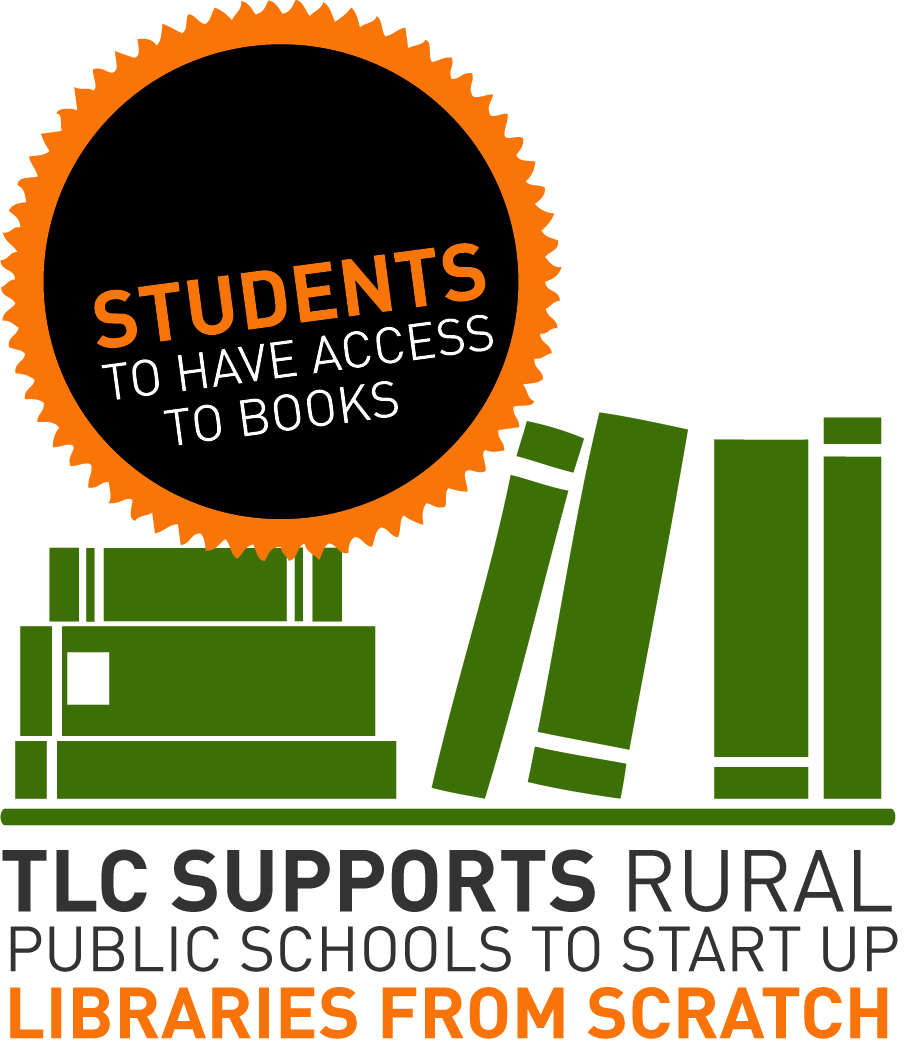 STUDENTS
TO HAVE ACCESS
TO BOOKS
TLC SUPPORTS RURAL
PUBLIC SCHOOLS TO START UP
LIBRARIES FROM SCRATCH